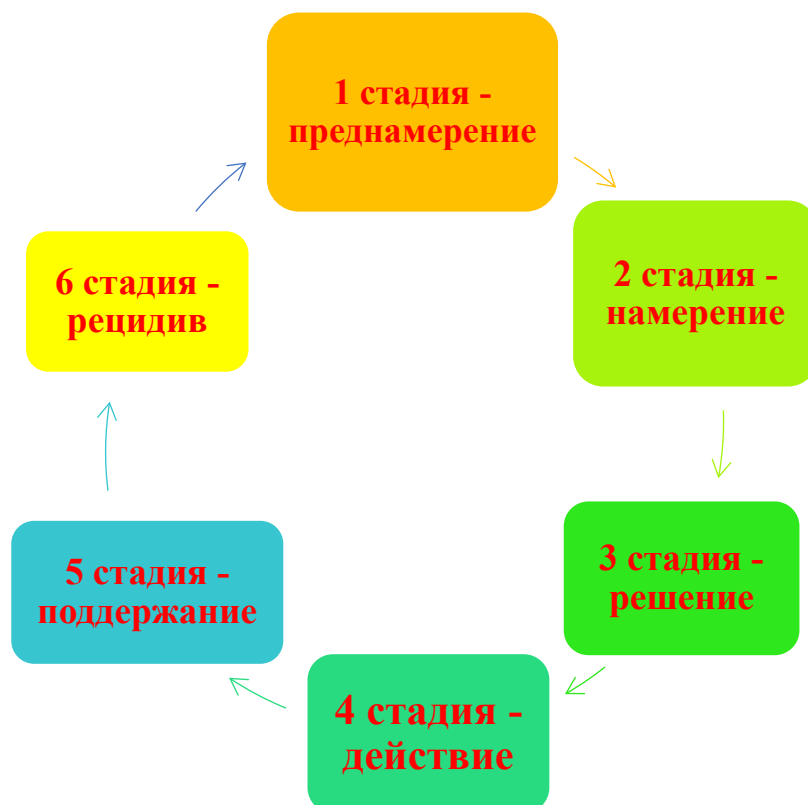 1 стадия -
преднамерение
2 стадия -
намерение
3 стадия -
решение
4 стадия -
действие
5 стадия -
поддержание
6 стадия -
рецидив